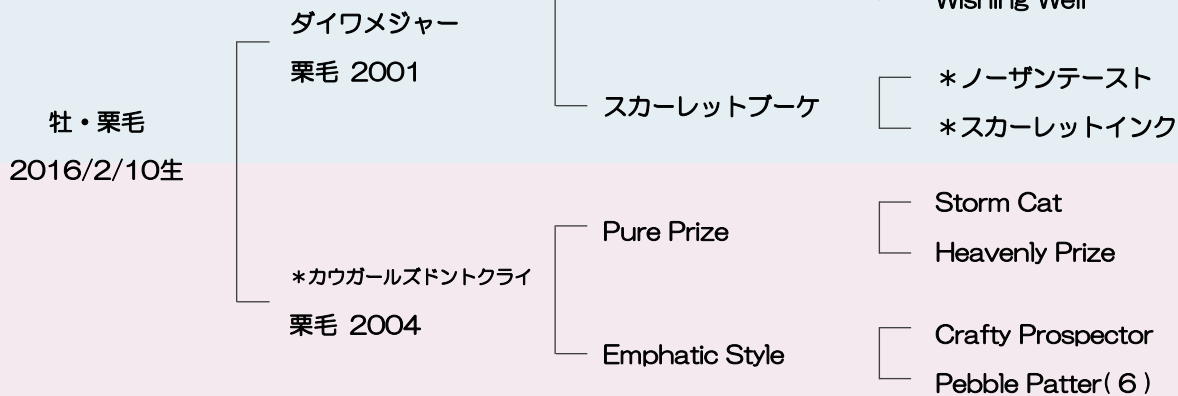 Wishing Well
ダイワメジャー
栗毛 2001
＊ノーザンテースト
スカーレットブーケ
＊スカーレットインク
牡・栗毛
2016/2/10生
Storm Cat
Pure Prize
Heavenly Prize
＊カウガールズドントクライ
栗毛 2004
Crafty Prospector
Emphatic Style
Pebble Patter( 6 )